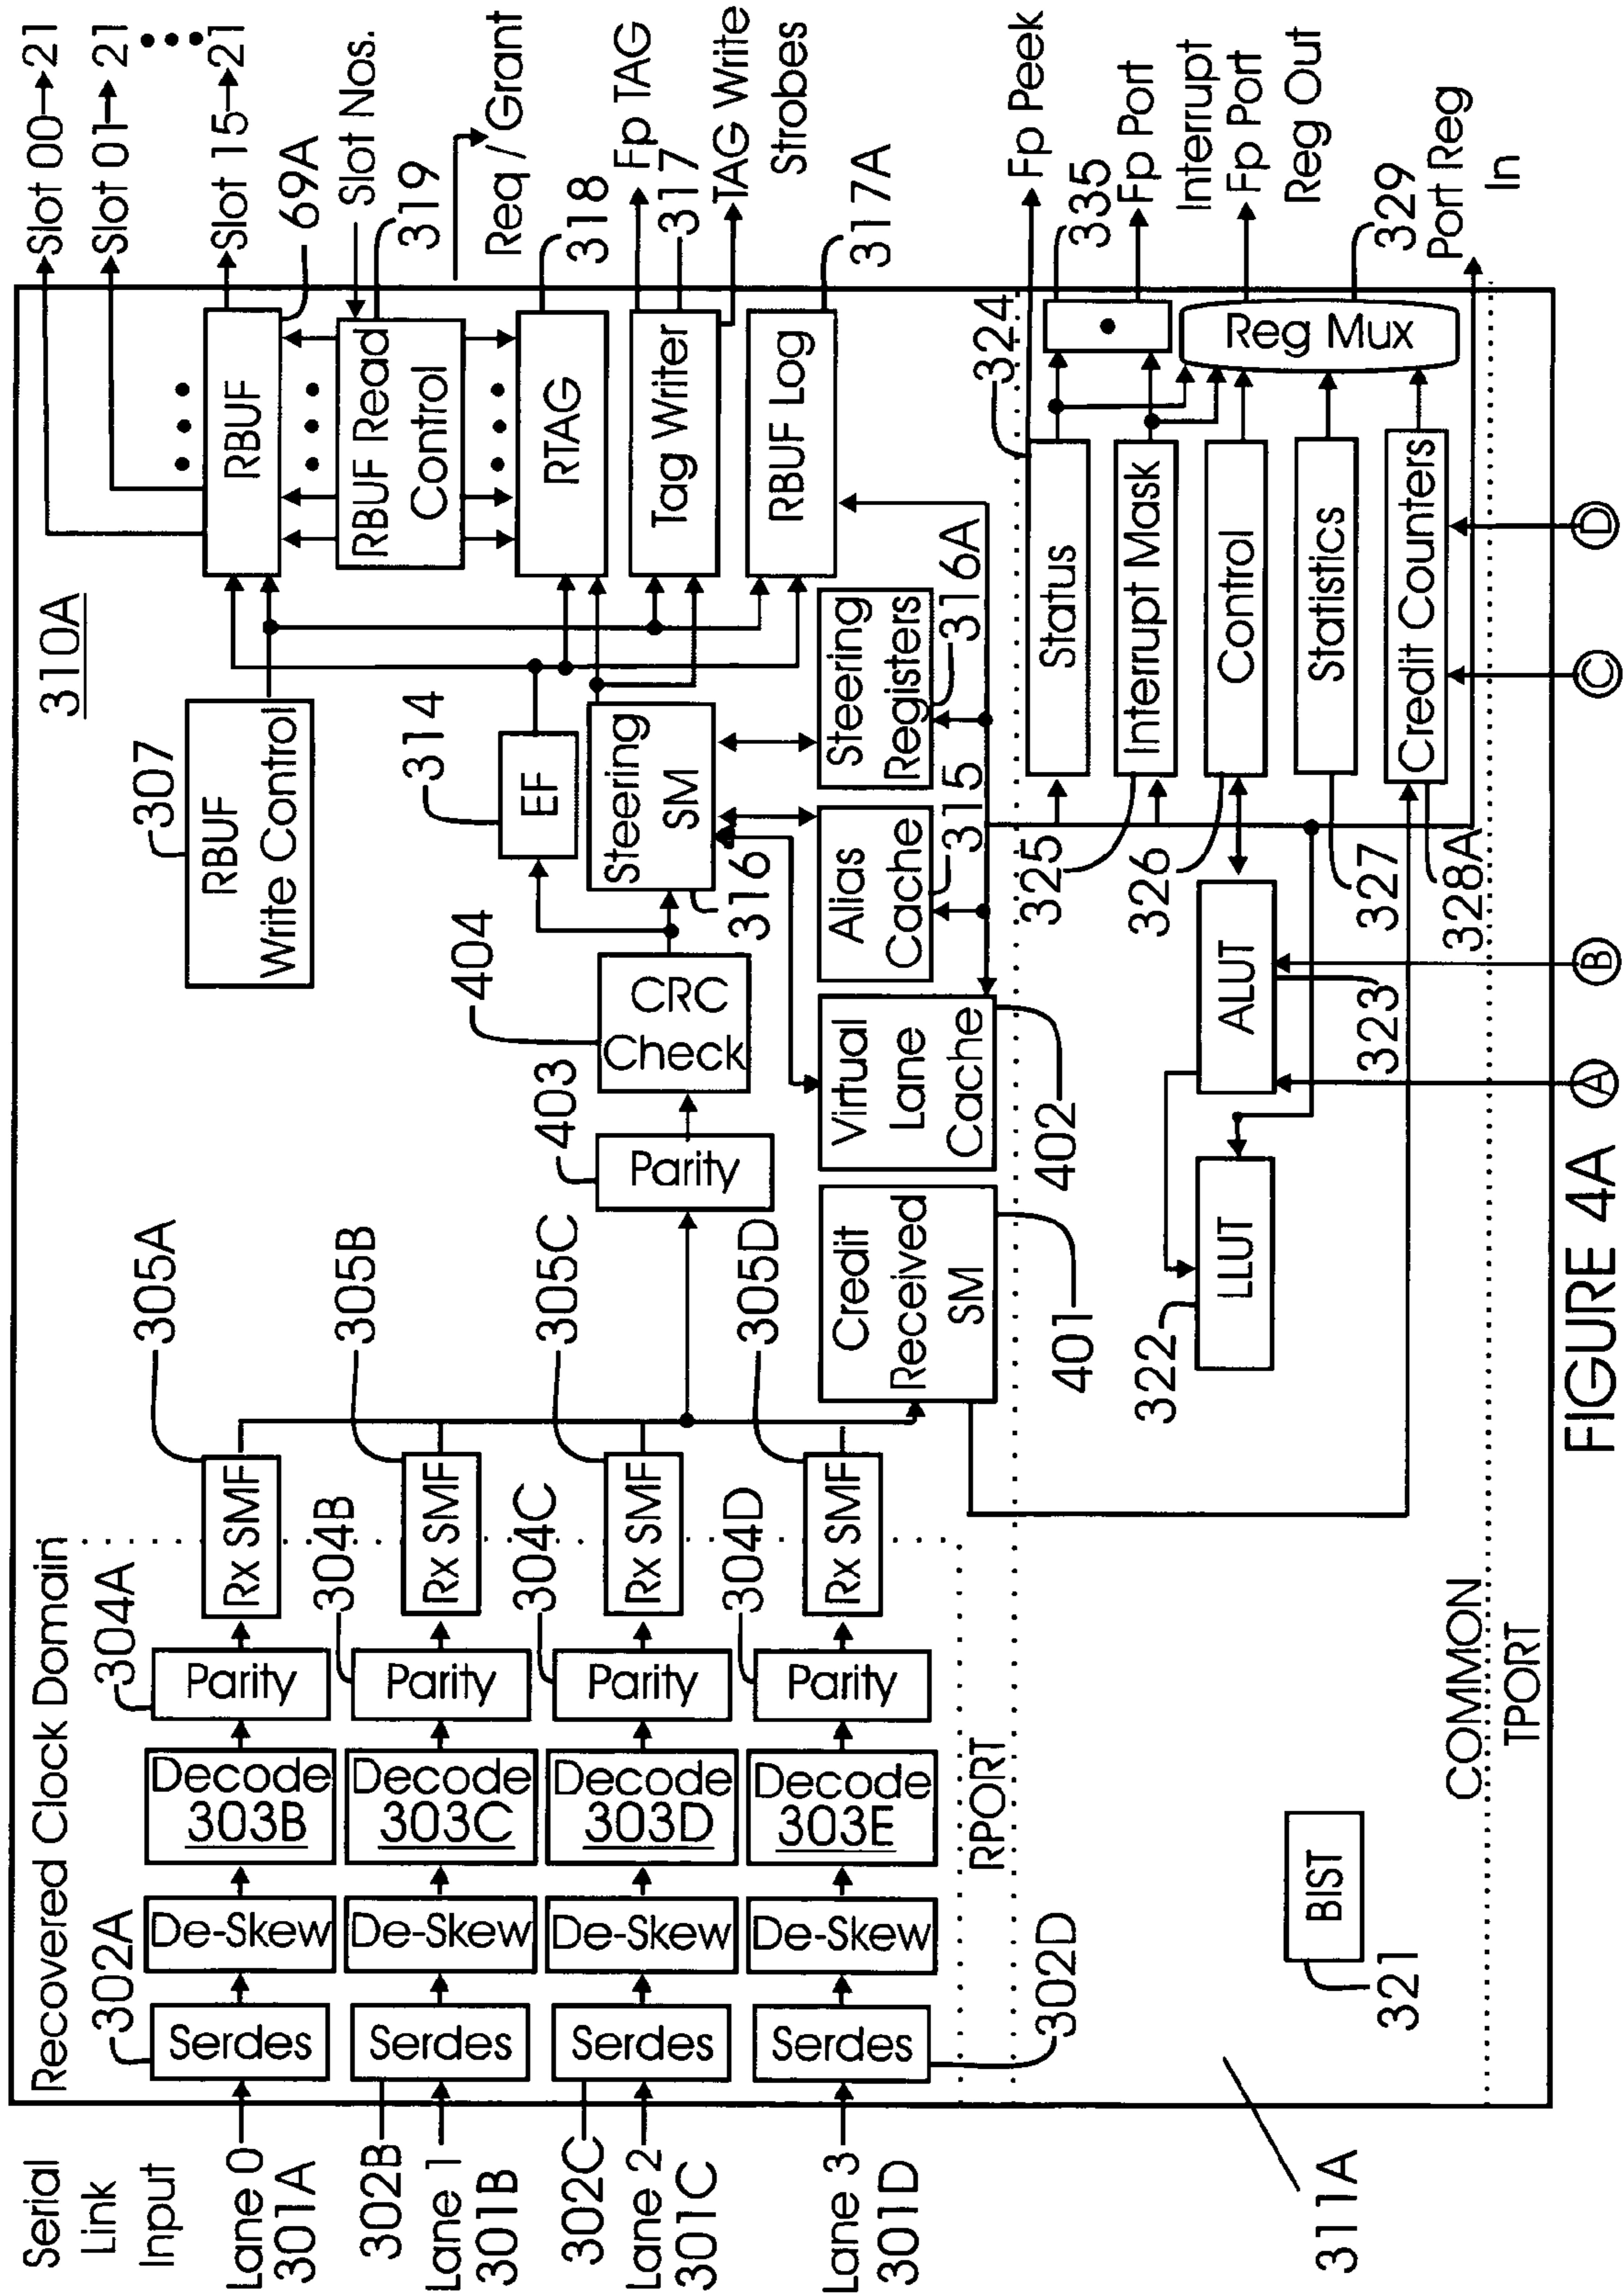 310A
Serial
Link
Input
Recovered Clock Domain
Lane 0
301A
302A
Serdes
De-Skew
Decode
303B
304A
Parity
Rx SMF
305A
302B
Lane 1
301B
Serdes
De-Skew
Decode
303C
304B
Parity
Rx SMF
305B
302C
Lane 2
301C
Serdes
De-Skew
Decode
303D
304C
Parity
Rx SMF
305C
Lane 3
301D
302D
Serdes
De-Skew
Decode
303E
304D
Parity
Rx SMF
305D
403
Parity
404
CRC
Check
307
RBUF
Write Control
314
EF
Steering
SM
316
Credit
Received
SM
401
Virtual
Lane
Cache
402
Alias
Cache
315
Steering
Registers
316A
RBUF
69A
RBUF Read
Control
319
RTAG
318
Tag Writer
317
RBUF Log
317A
Slot 00→21
Slot 01→21
Slot 15→21
Slot Nos.
Req / Grant
Fp TAG
TAG Write
Strobes
RPORT
Fp Peek
324
Status
335
Fp Port
Interrupt
325
Interrupt Mask
Fp Port
Reg Out
326
Control
Reg Mux
329
327
Statistics
328A
Credit Counters
Port Reg
In
322
LLUT
ALUT
323
BIST
321
COMMON
TPORT
311A
A
B
C
D
FIGURE 4A